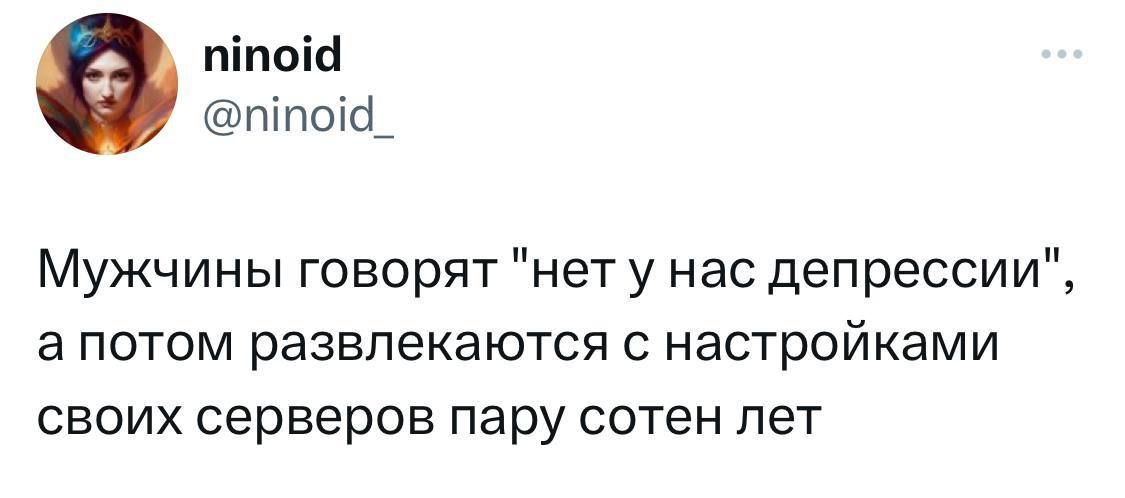 ninoid
@ninoid_
Мужчины говорят "нет у нас депрессии",
а потом развлекаются с настройками
своих серверов пару сотен лет